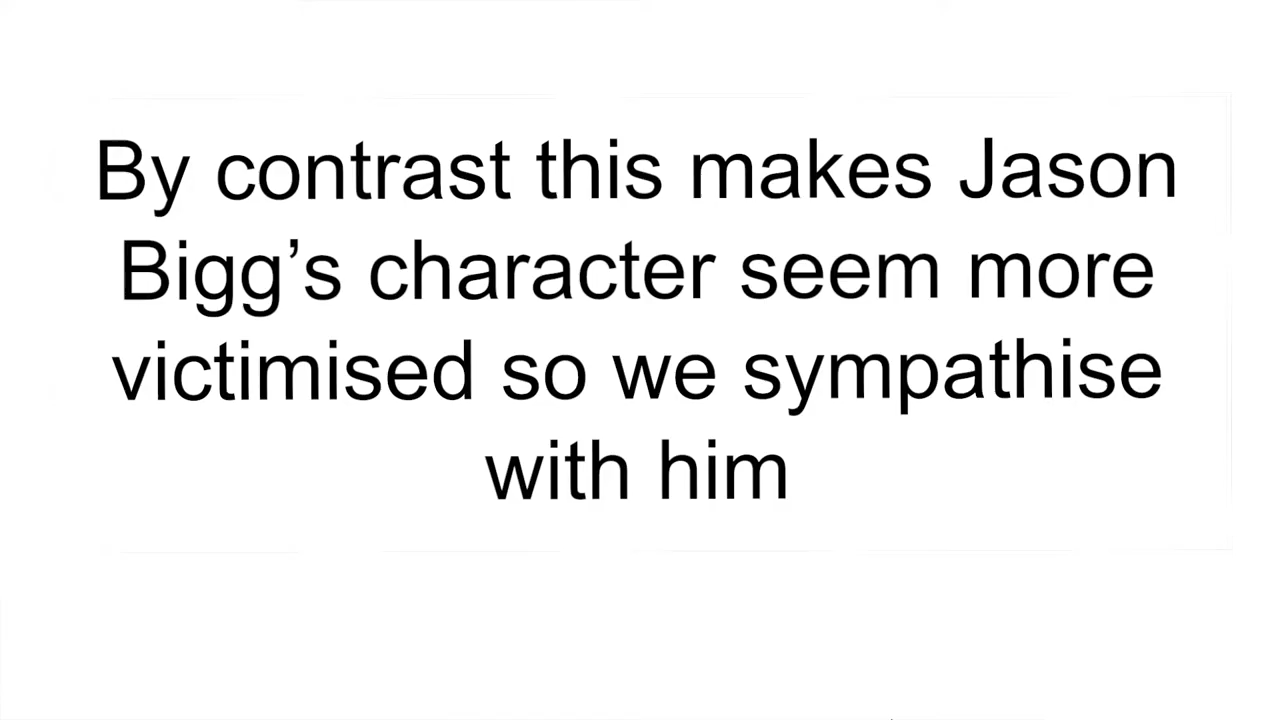 By contrast this makes Jason
Bigg’s character seem more
victimised so we sympathise
with him